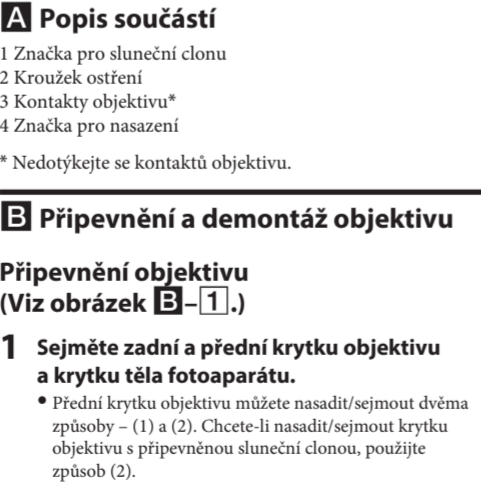 A Popis součástí
1 Značka pro sluneční clonu
2 Kroužek ostření
3 Kontakty objektivu*
4 Značka pro nasazení
* Nedotýkejte se kontaktů objektivu.
B Připevnění a demontáž objektivu
Připevnění objektivu
(Viz obrázek B–1.)
1 Sejměte zadní a přední krytku objektivu
a krytku těla fotoaparátu.
• Přední krytku objektivu můžete nasadit/sejmout dvěma
způsoby – (1) a (2). Chcete-li nasadit/sejmout krytku
objektivu s připevněnou sluneční clonou, použijte
způsob (2).